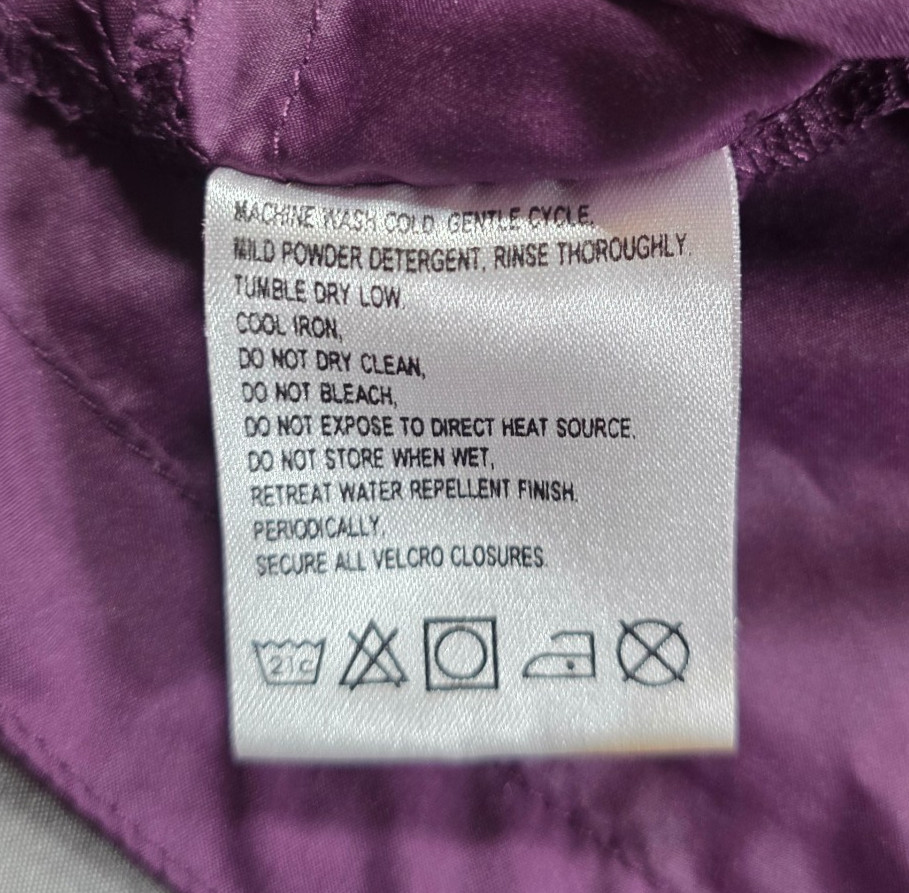 MACHINE WASH COLD, GENTLE CYCLE.
MILD POWDER DETERGENT, RINSE THOROUGHLY.
TUMBLE DRY LOW,
COOL IRON,
DO NOT DRY CLEAN,
DO NOT BLEACH,
DO NOT EXPOSE TO DIRECT HEAT SOURCE.
DO NOT STORE WHEN WET,
RETREAT WATER REPELLENT FINISH.
PERIODICALLY.
SECURE ALL VELCRO CLOSURES.
21c